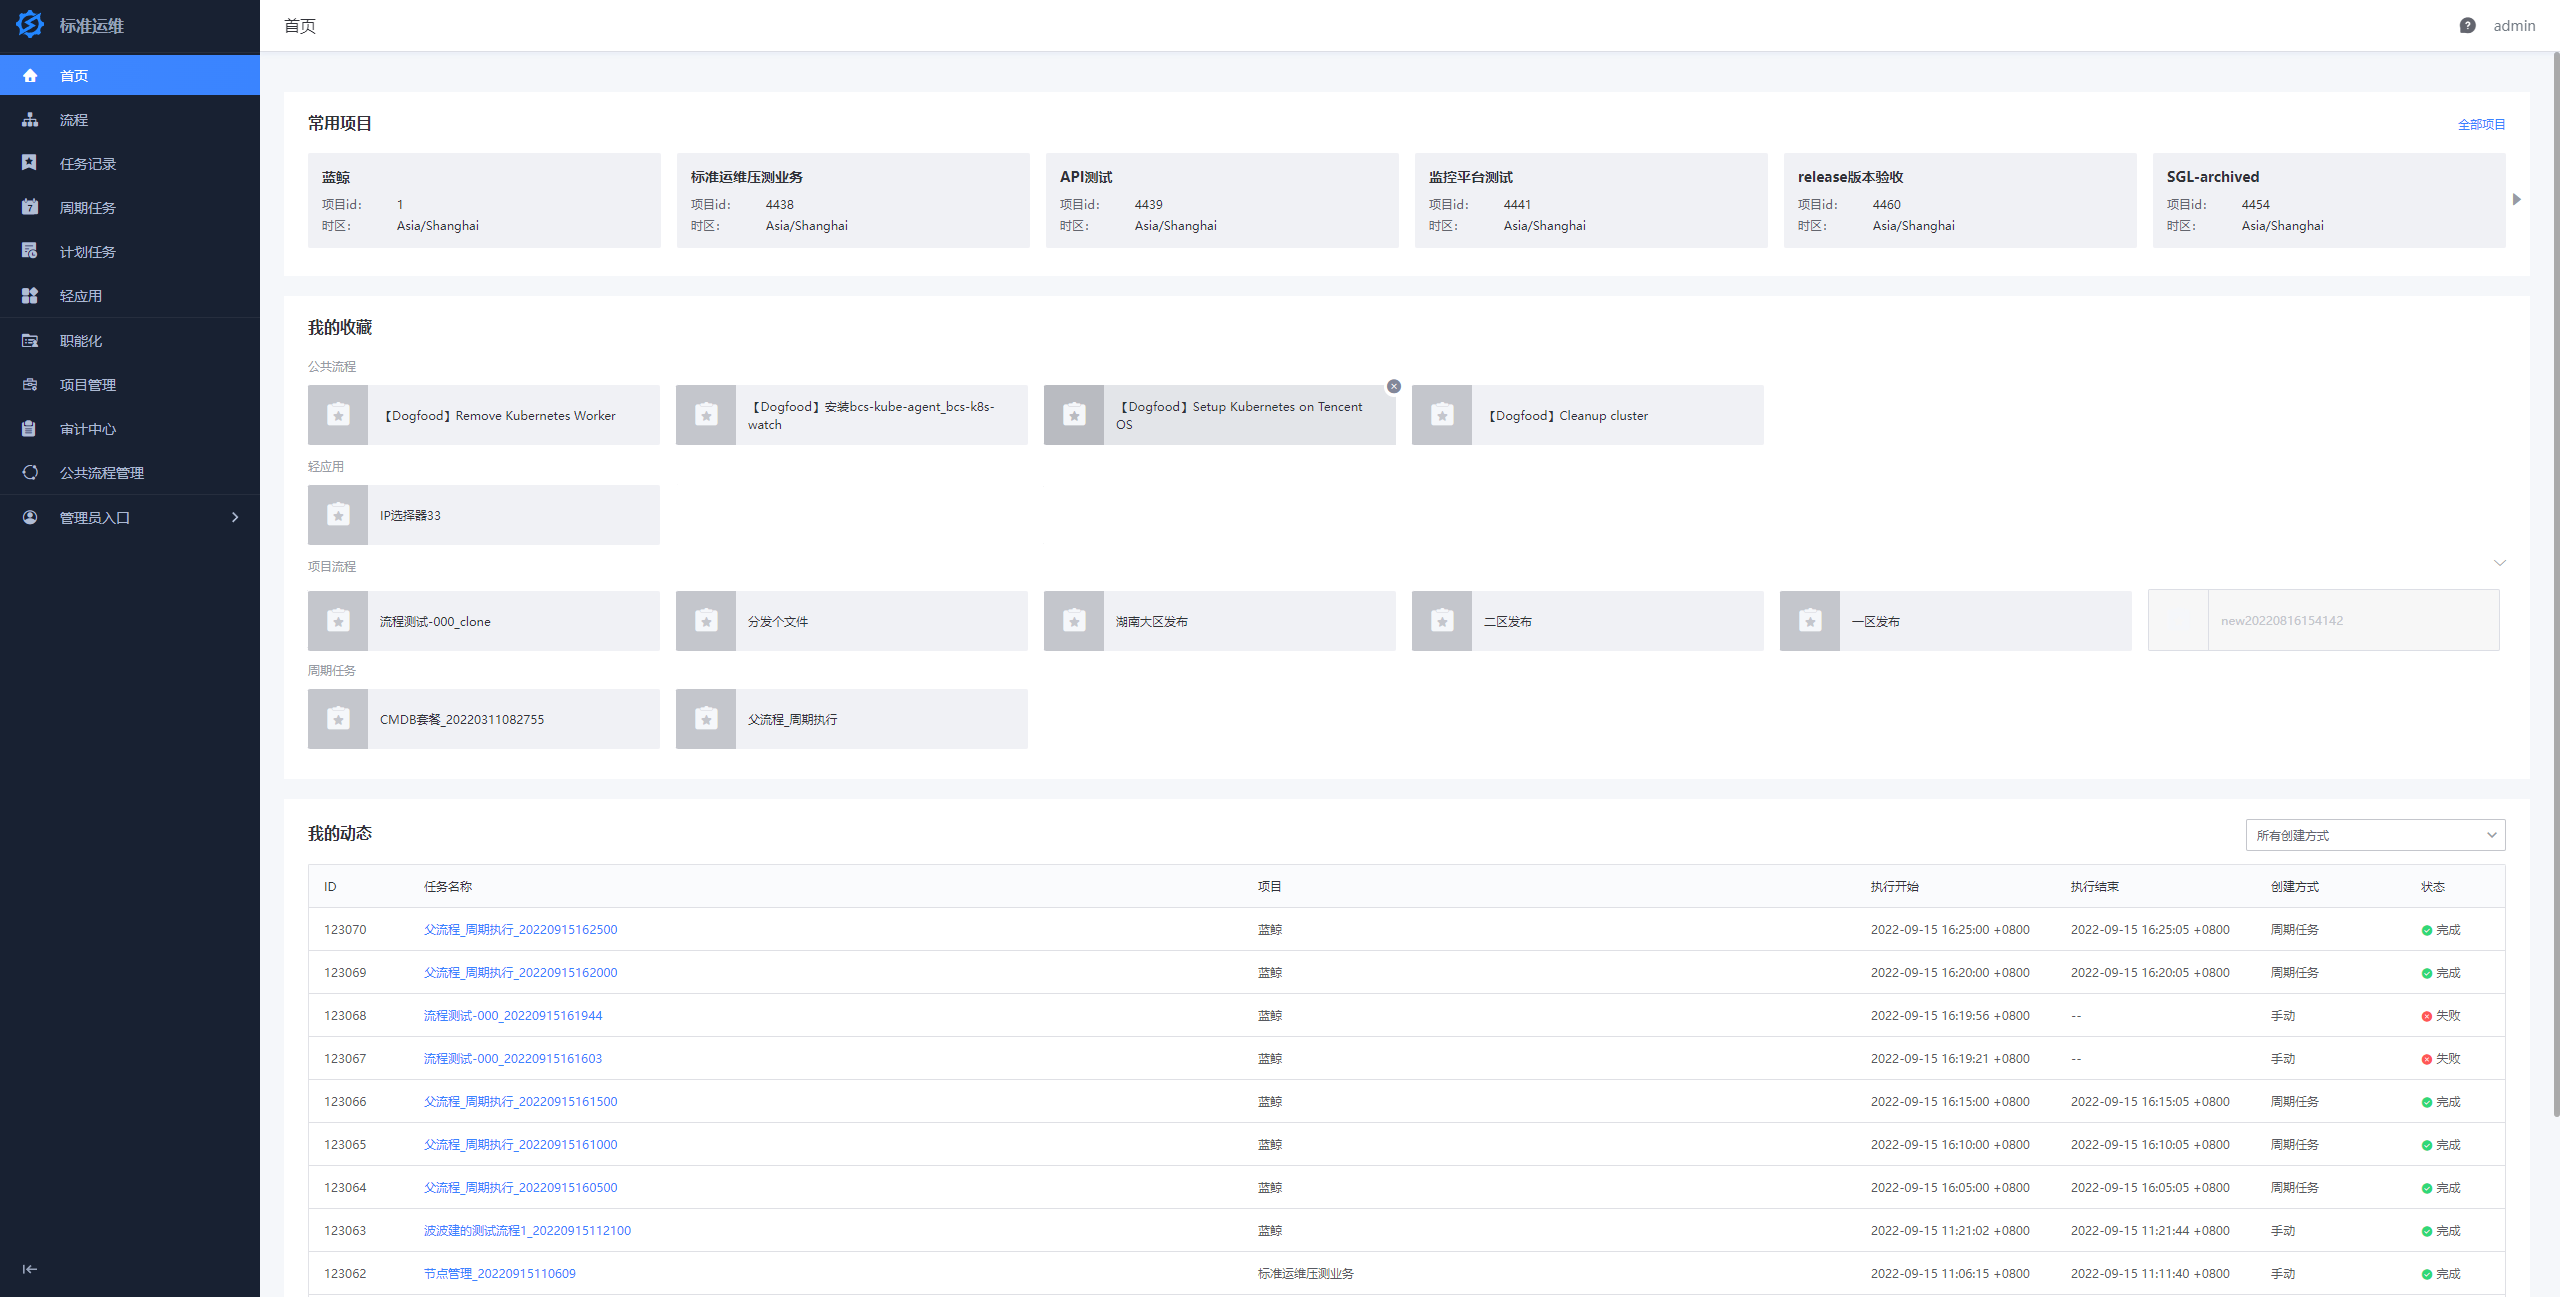 标准运维
首页
admin
首页
流程
任务记录
周期任务
计划任务
轻应用
职能化
项目管理
审计中心
公共流程管理
管理员入口
常用项目
全部项目
蓝鲸
项目id: 1
时区: Asia/Shanghai
标准运维压测业务
项目id: 4438
时区: Asia/Shanghai
API测试
项目id: 4439
时区: Asia/Shanghai
监控平台测试
项目id: 4441
时区: Asia/Shanghai
release版本验收
项目id: 4460
时区: Asia/Shanghai
SGL-archived
项目id: 4454
时区: Asia/Shanghai
我的收藏
公共流程
【Dogfood】Remove Kubernetes Worker
【Dogfood】安装bcs-kube-agent_bcs-k8s-
watch
【Dogfood】Setup Kubernetes on Tencent
OS
【Dogfood】Cleanup cluster
轻应用
IP选择器33
项目流程
流程测试-000_clone
分发个文件
湖南大区发布
二区发布
一区发布
new20220816154142
周期任务
CMDB套餐_20220311082755
父流程_周期执行
我的动态
所有创建方式
ID 任务名称 项目 执行开始 执行结束 创建方式 状态
123070 父流程_周期执行_20220915162500 蓝鲸 2022-09-15 16:25:00 +0800 2022-09-15 16:25:05 +0800 周期任务 完成
123069 父流程_周期执行_20220915162000 蓝鲸 2022-09-15 16:20:00 +0800 2022-09-15 16:20:05 +0800 周期任务 完成
123068 流程测试-000_20220915161944 蓝鲸 2022-09-15 16:19:56 +0800 -- 手动 失败
123067 流程测试-000_20220915161603 蓝鲸 2022-09-15 16:19:21 +0800 -- 手动 失败
123066 父流程_周期执行_20220915161500 蓝鲸 2022-09-15 16:15:00 +0800 2022-09-15 16:15:05 +0800 周期任务 完成
123065 父流程_周期执行_20220915161000 蓝鲸 2022-09-15 16:10:00 +0800 2022-09-15 16:10:05 +0800 周期任务 完成
123064 父流程_周期执行_20220915160500 蓝鲸 2022-09-15 16:05:00 +0800 2022-09-15 16:05:05 +0800 周期任务 完成
123063 波波建的测试流程1_20220915112100 蓝鲸 2022-09-15 11:21:02 +0800 2022-09-15 11:21:44 +0800 手动 完成
123062 节点管理_20220915110609 标准运维压测业务 2022-09-15 11:06:15 +0800 2022-09-15 11:11:40 +0800 手动 完成